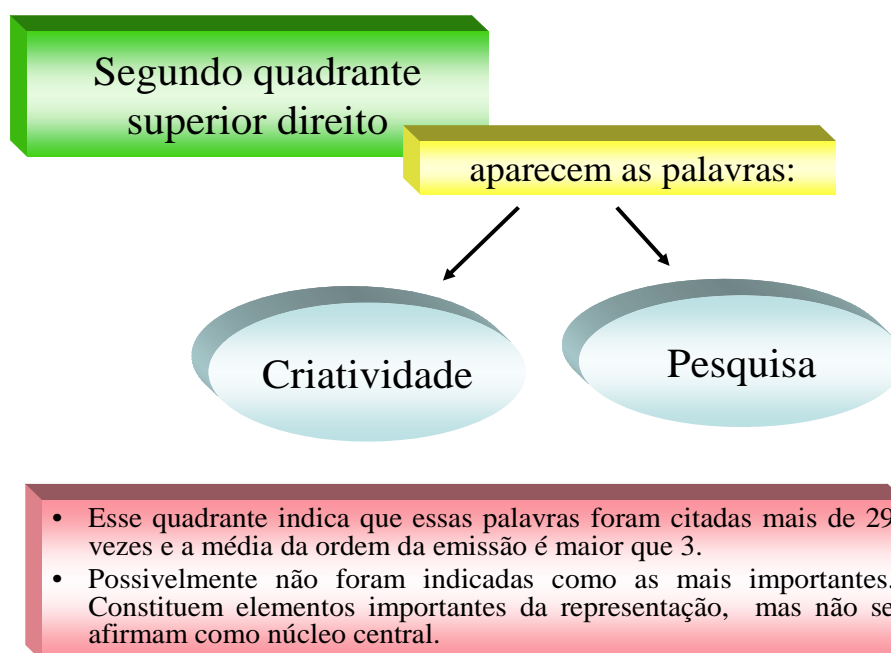 Segundo quadrante
superior direito
aparecem as palavras:
Criatividade
Pesquisa
• Esse quadrante indica que essas palavras foram citadas mais de 29
vezes e a média da ordem da emissão é maior que 3.
• Possivelmente não foram indicadas como as mais importantes.
Constituem elementos importantes da representação, mas não se
afirmam como núcleo central.